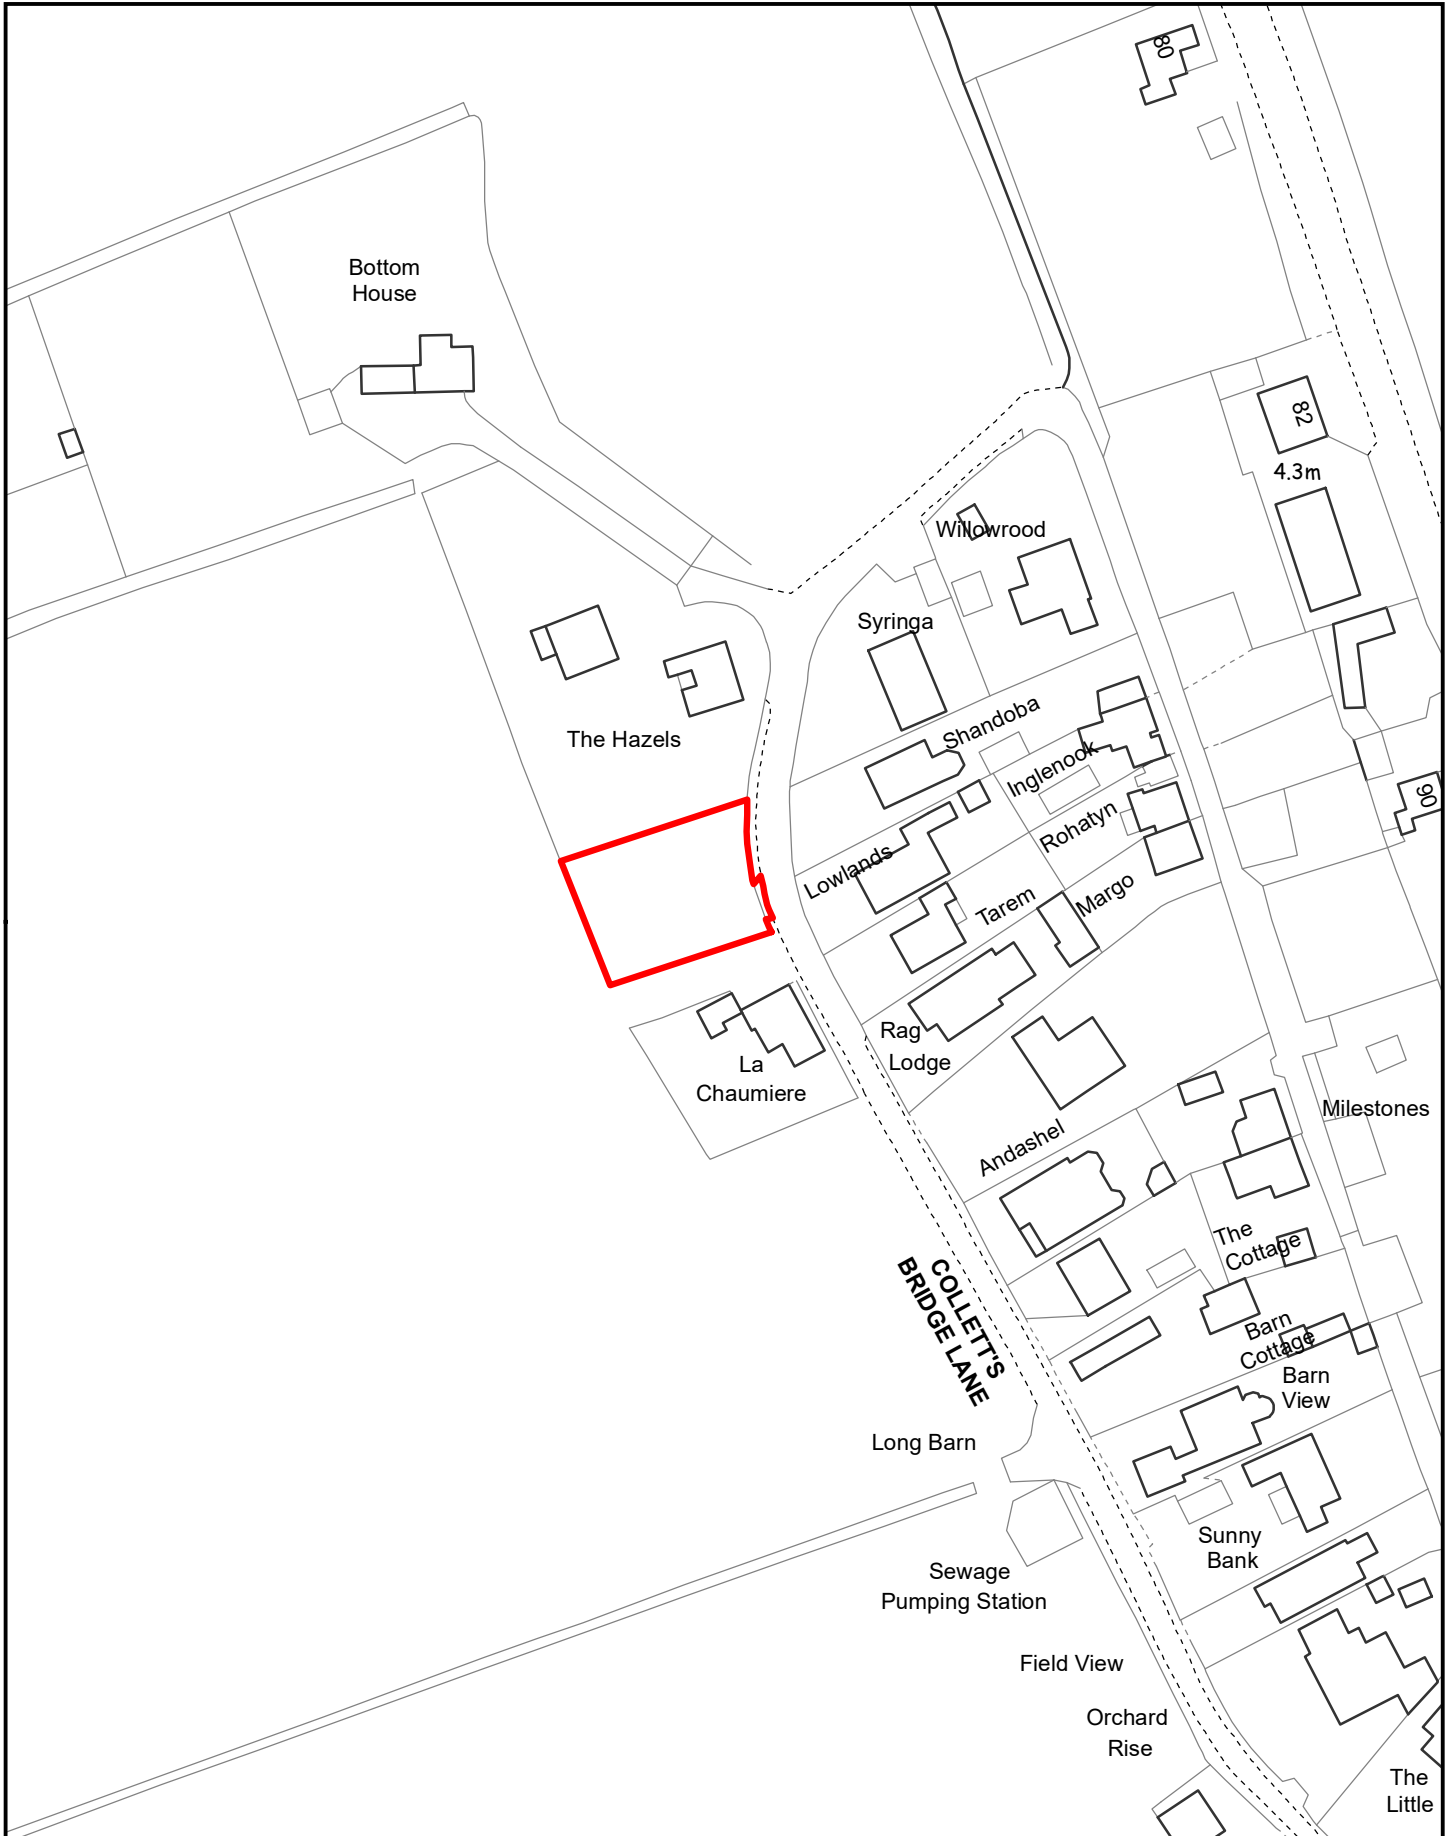 80
Bottom
House
82
4.3m
Willowrood
Syringa
Shandoba
The Hazels
Inglenook
90
Rohatyn
Lowlands
Tarem
Margo
Rag
Lodge
La
Chaumiere
Milestones
Andashel
The
Cottage
COLLETT'S
BRIDGE LANE
Barn
Cottage
Barn
View
Long Barn
Sunny
Bank
Sewage
Pumping Station
Field View
Orchard
Rise
The
Little